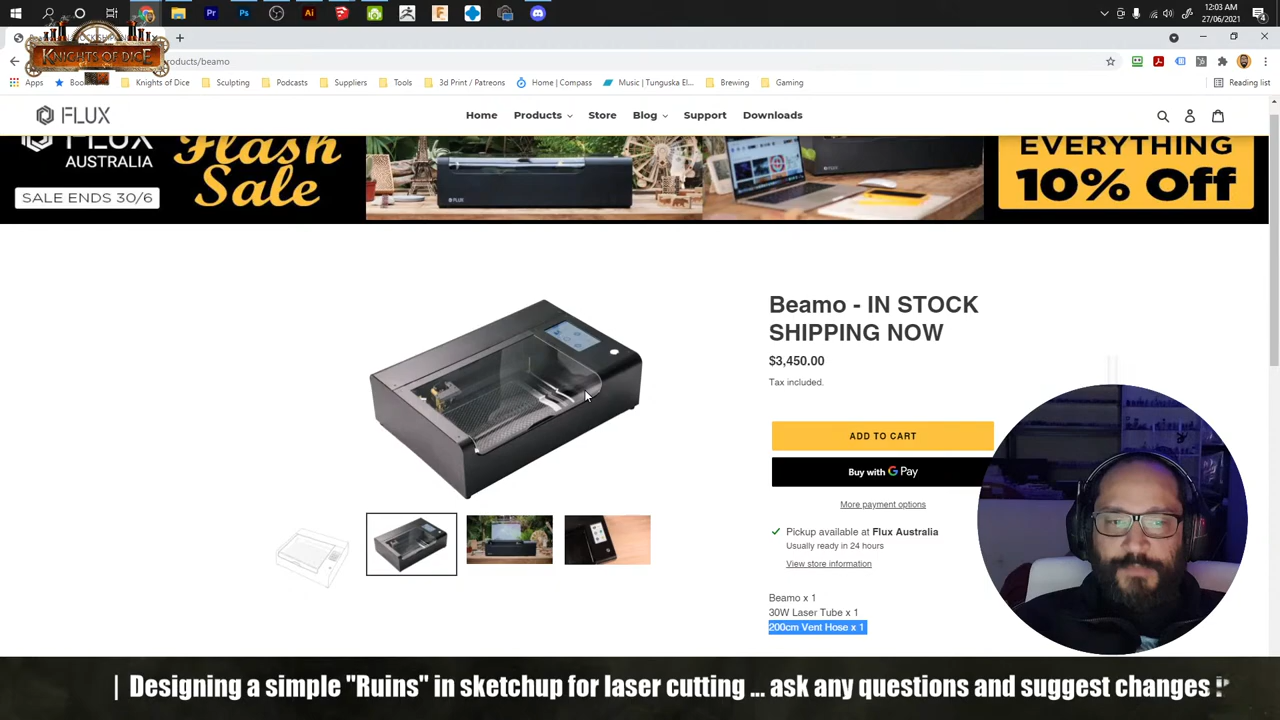 12:03 AM
27/06/2021
4
KNIGHTS OF DICE
products/beamo
Apps
Knights of Dice
Sculpting
Podcasts
Suppliers
Tools
3d Print / Patreons
Home | Compass
Music | Tunguska El...
Brewing
Gaming
Reading list
FLUX
Home
Products
Store
Blog
Support
Downloads
FLUX
AUSTRALIA
SALE ENDS 30/6
Flash
Sale
FLUX
EVERYTHING
10% Off
Beamo - IN STOCK
SHIPPING NOW
$3,450.00
Tax included.
ADD TO CART
Buy with G Pay
More payment options
Pickup available at Flux Australia
Usually ready in 24 hours
View store information
Beamo x 1
30W Laser Tube x 1
200cm Vent Hose x 1
| Designing a simple "Ruins" in sketchup for laser cutting ... ask any questions and suggest changes !